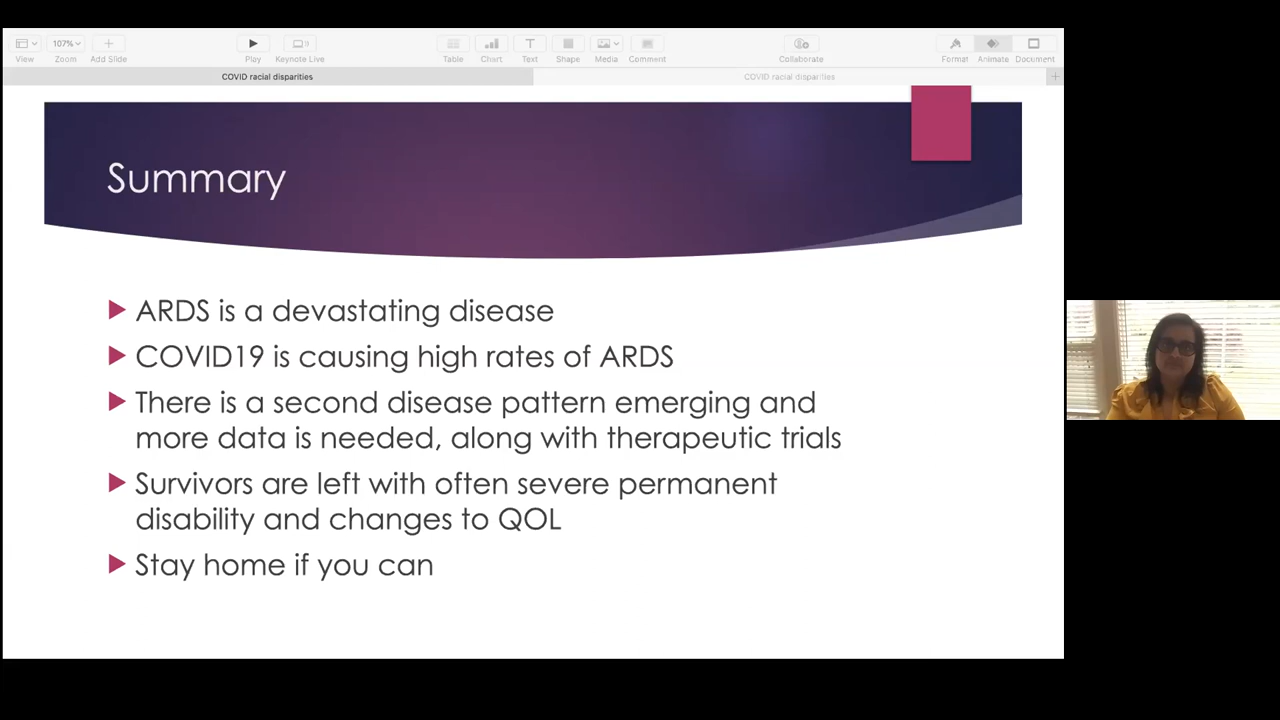 107%
View
Zoom
Add Slide
Play
Keynote Live
Table
Chart
Text
Shape
Media
Comment
Collaborate
Format
Animate
Document
COVID racial disparities
COVID racial disparities
Summary
ARDS is a devastating disease
COVID19 is causing high rates of ARDS
There is a second disease pattern emerging and
more data is needed, along with therapeutic trials
Survivors are left with often severe permanent
disability and changes to QOL
Stay home if you can